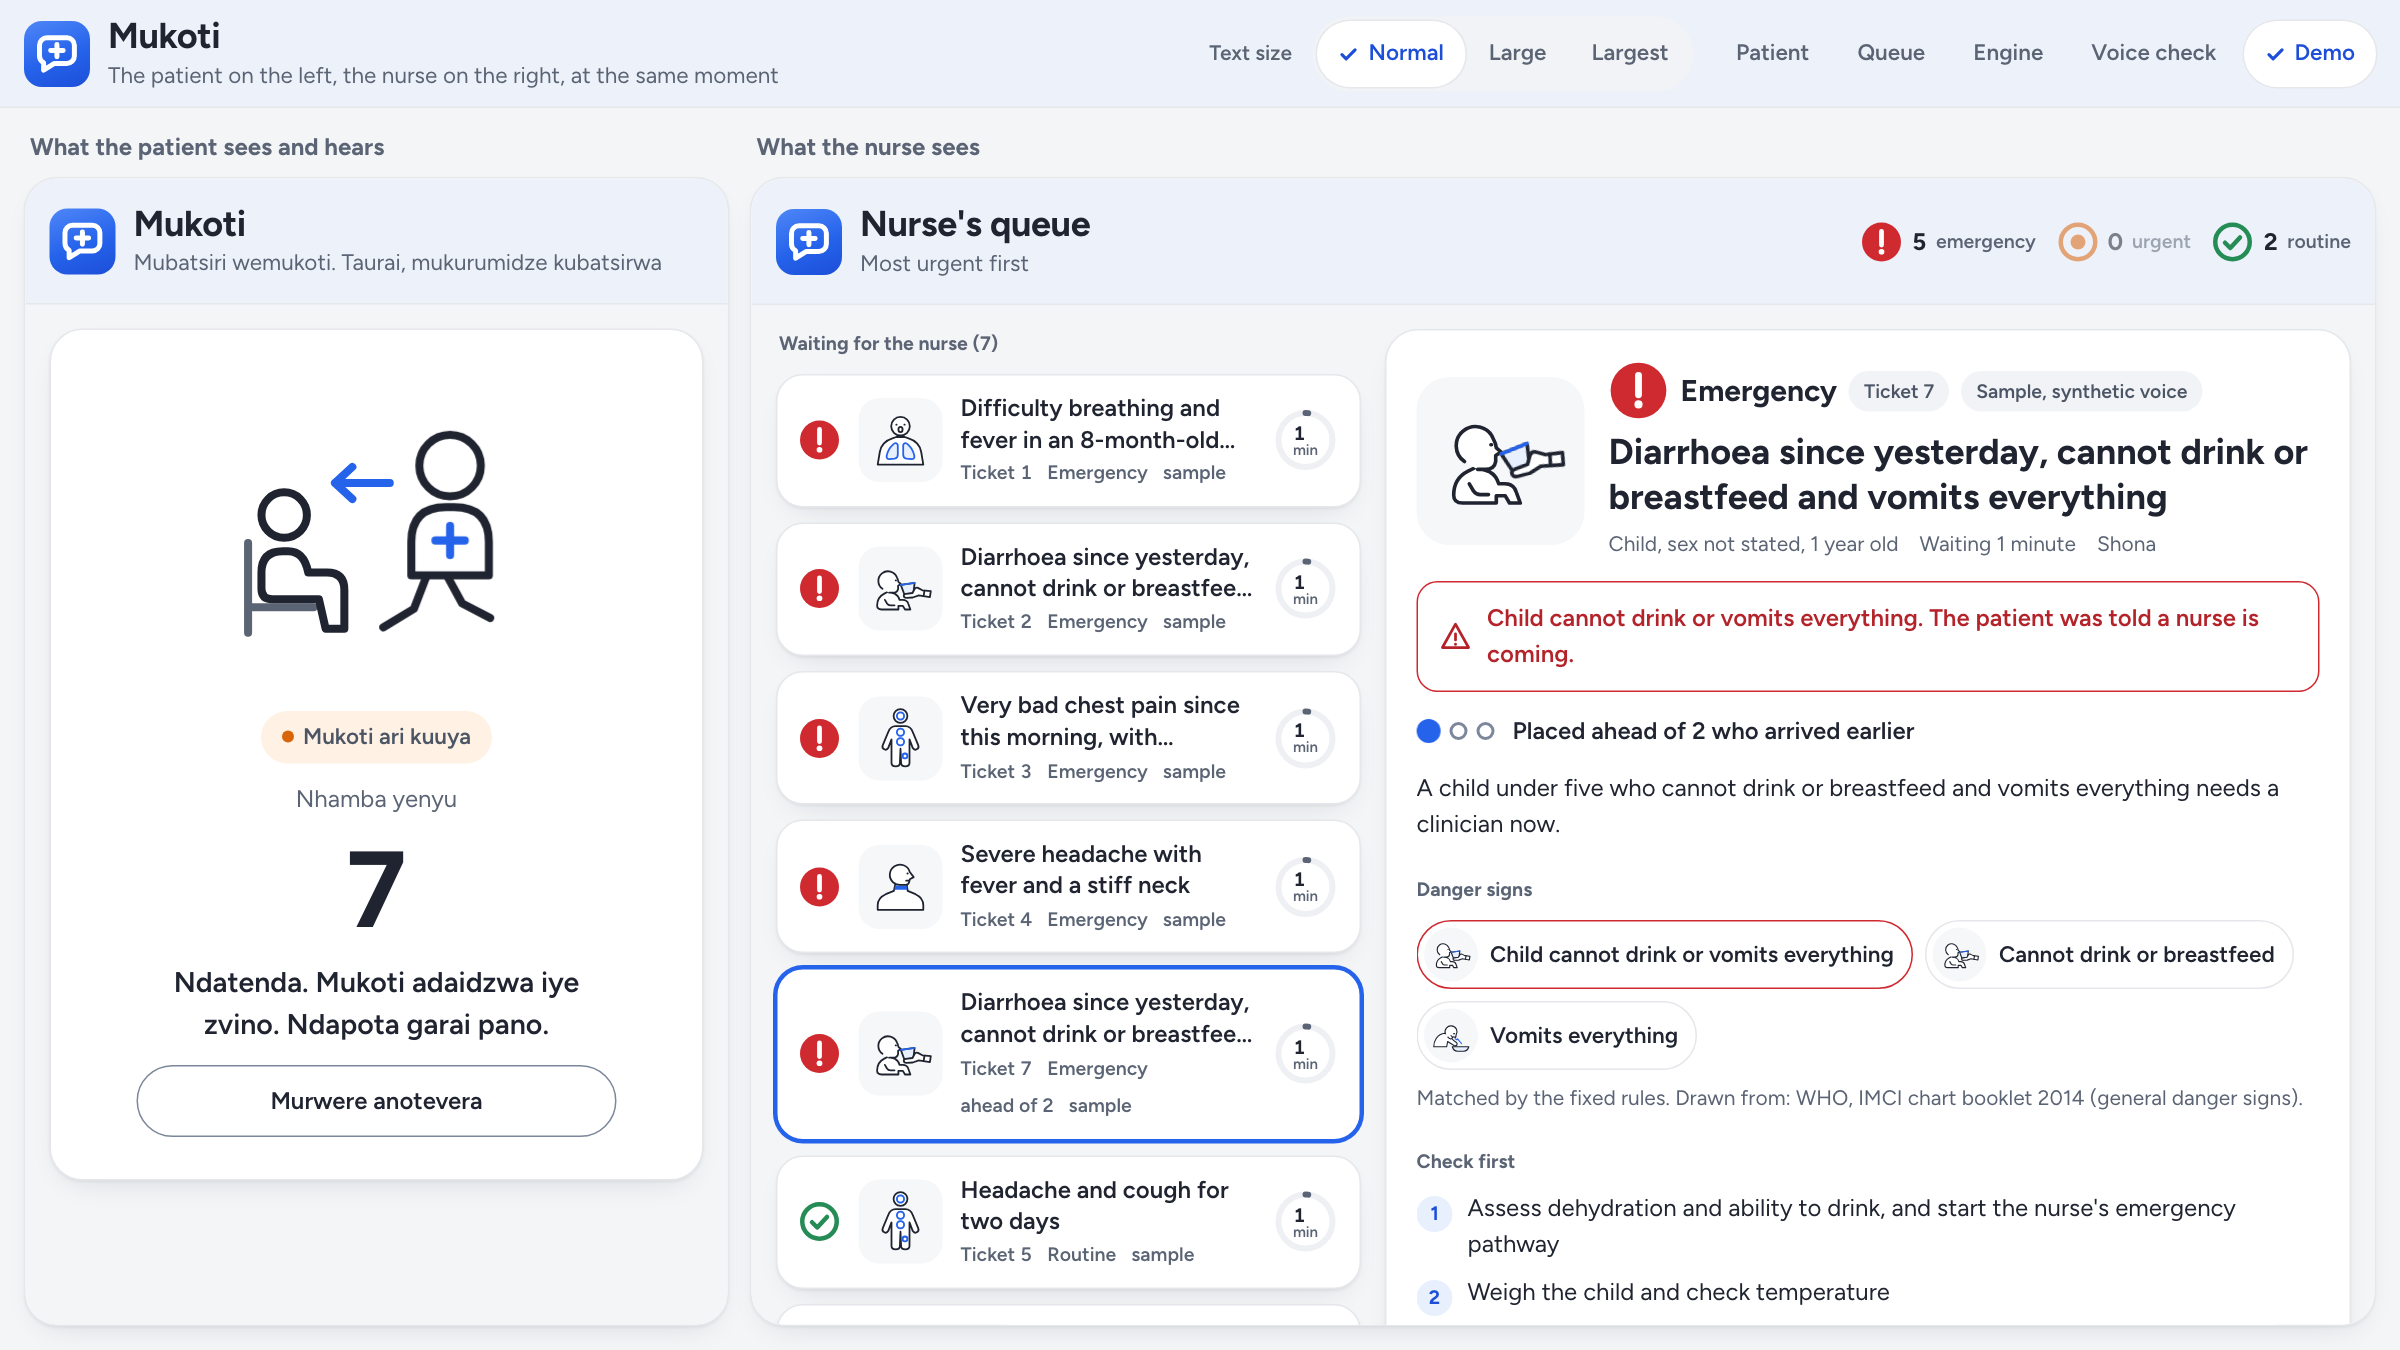 Mukoti
The patient on the left, the nurse on the right, at the same moment
Text size
Normal
Large
Largest
Patient
Queue
Engine
Voice check
Demo
What the patient sees and hears
Mukoti
Mubatsiri wemukoti. Taurai, mukurumidze kubatsirwa
Mukoti ari kuuya
Nhamba yenyu
7
Ndatenda. Mukoti adaidzwa iye
zvino. Ndapota garai pano.
Murwere anotevera
What the nurse sees
Nurse's queue
Most urgent first
5 emergency
0 urgent
2 routine
Waiting for the nurse (7)
Difficulty breathing and
fever in an 8-month-old...
Ticket 1 Emergency sample
1
min
Diarrhoea since yesterday,
cannot drink or breastfee...
Ticket 2 Emergency sample
1
min
Very bad chest pain since
this morning, with...
Ticket 3 Emergency sample
1
min
Severe headache with
fever and a stiff neck
Ticket 4 Emergency sample
1
min
Diarrhoea since yesterday,
cannot drink or breastfee...
Ticket 7 Emergency
ahead of 2 sample
1
min
Headache and cough for
two days
Ticket 5 Routine sample
1
min
Emergency
Ticket 7
Sample, synthetic voice
Diarrhoea since yesterday, cannot drink or
breastfeed and vomits everything
Child, sex not stated, 1 year old Waiting 1 minute Shona
Child cannot drink or vomits everything. The patient was told a nurse is
coming.
Placed ahead of 2 who arrived earlier
A child under five who cannot drink or breastfeed and vomits everything needs a
clinician now.
Danger signs
Child cannot drink or vomits everything
Cannot drink or breastfeed
Vomits everything
Matched by the fixed rules. Drawn from: WHO, IMCI chart booklet 2014 (general danger signs).
Check first
1 Assess dehydration and ability to drink, and start the nurse's emergency
pathway
2 Weigh the child and check temperature